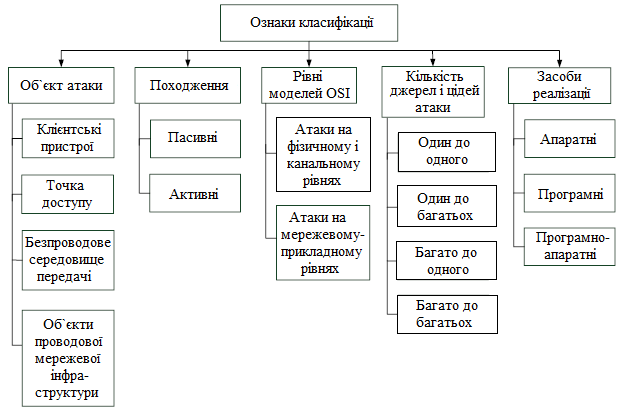 Ознаки класифікації
Об`єкт атаки
Клієнтські
пристрої
Точка
доступу
Безпроводове
середовище
передачі
Об`єкти
проводової
мережевої
інфра-
структури
Походження
Пасивні
Активні
Рівні
моделей OSI
Атаки на
фізичному і
канальному
рівнях
Атаки на
мережевому-
прикладному
рівнях
Кількість
джерел і цідей
атаки
Один до
одного
Один до
багатьох
Багато до
одного
Багато до
багатьох
Засоби
реалізації
Апаратні
Програмні
Програмно-
апаратні